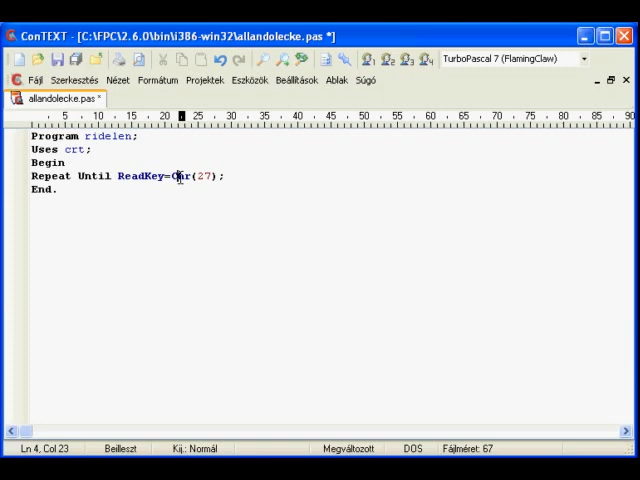 ConTEXT - [C:\FPC\2.6.0\bin\i386-win32\allandolecke.pas *]
TurboPascal 7 (FlamingClaw)
Fájl Szerkesztés Nézet Formátum Projektek Eszközök Beállítások Ablak Súgó
allandolecke.pas *
0 5 10 15 20 25 30 35 40 45 50 55 60 65 70 75 80 85 90
Program ridelen;
Uses crt;
Begin
Repeat Until ReadKey=Chr(27);
End.
Ln 4, Col 23 Beilleszt Kij.: Normál Megváltozott DOS Fájlméret: 67